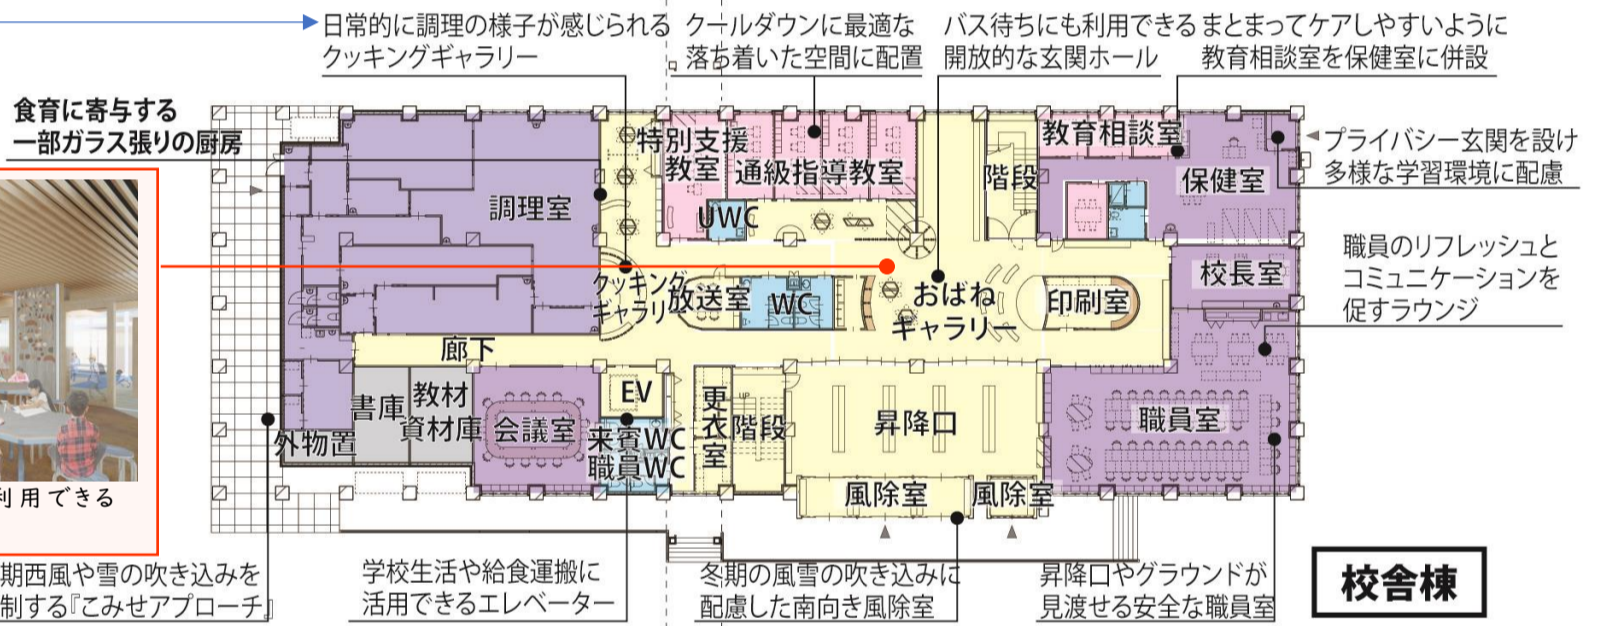 日常的に調理の様子が感じられる
クッキングギャラリー
クールダウンに最適な
落ち着いた空間に配置
バス待ちにも利用できる
開放的な玄関ホール
まとまってケアしやすいように
教育相談室を保健室に併設
食育に寄与する
一部ガラス張りの厨房
プライバシー玄関を設け
多様な学習環境に配慮
職員のリフレッシュと
コミュニケーションを
促すラウンジ
特別支援
教室
通級指導教室
階段
教育相談室
保健室
調理室
UWC
校長室
クッキング
ギャラリー
放送室
WC
おばね
ギャラリー
印刷室
廊下
書庫
教材
資材庫
会議室
EV
来賓WC
職員WC
更衣室
UP
階段
昇降口
職員室
外物置
風除室
風除室
利用できる
期西風や雪の吹き込みを
制する『こみせアプローチ』
学校生活や給食運搬に
活用できるエレベーター
冬期の風雪の吹き込みに
配慮した南向き風除室
昇降口やグラウンドが
見渡せる安全な職員室
校舎棟